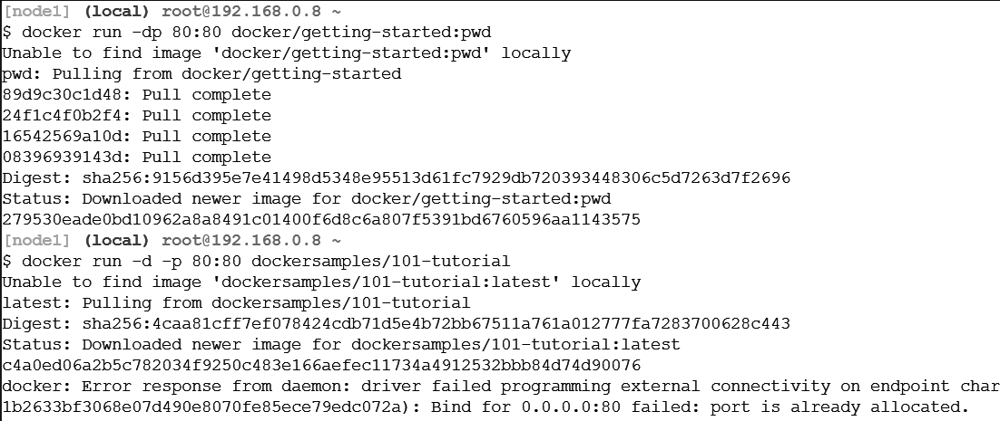 [node1] (local) root@192.168.0.8 ~
$ docker run -dp 80:80 docker/getting-started:pwd
Unable to find image 'docker/getting-started:pwd' locally
pwd: Pulling from docker/getting-started
89d9c30c1d48: Pull complete
24f1c4f0b2f4: Pull complete
16542569a10d: Pull complete
08396939143d: Pull complete
Digest: sha256:9156d395e7e41498d5348e95513d61fc7929db720393448306c5d7263d7f2696
Status: Downloaded newer image for docker/getting-started:pwd
279530eade0bd10962a8a8491c01400f6d8c6a807f5391bd6760596aa1143575
[node1] (local) root@192.168.0.8 ~
$ docker run -d -p 80:80 dockersamples/101-tutorial
Unable to find image 'dockersamples/101-tutorial:latest' locally
latest: Pulling from dockersamples/101-tutorial
Digest: sha256:4caa81cff7ef078424cdb71d5e4b72bb67511a761a012777fa7283700628c443
Status: Downloaded newer image for dockersamples/101-tutorial:latest
c4a0ed06a2b5c782034f9250c483e166aefec11734a4912532bbb84d74d90076
docker: Error response from daemon: driver failed programming external connectivity on endpoint char
1b2633bf3068e07d490e8070fe85ece79edc072a): Bind for 0.0.0.0:80 failed: port is already allocated.